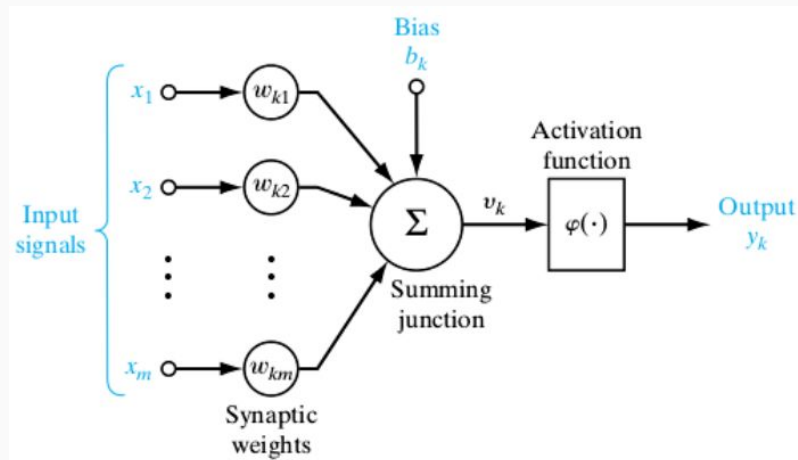 Bias
b_k
x_1
w_k1
Activation
function
x_2
w_k2
Input
signals
Σ
v_k
φ(·)
Output
y_k
Summing
junction
x_m
w_km
Synaptic
weights